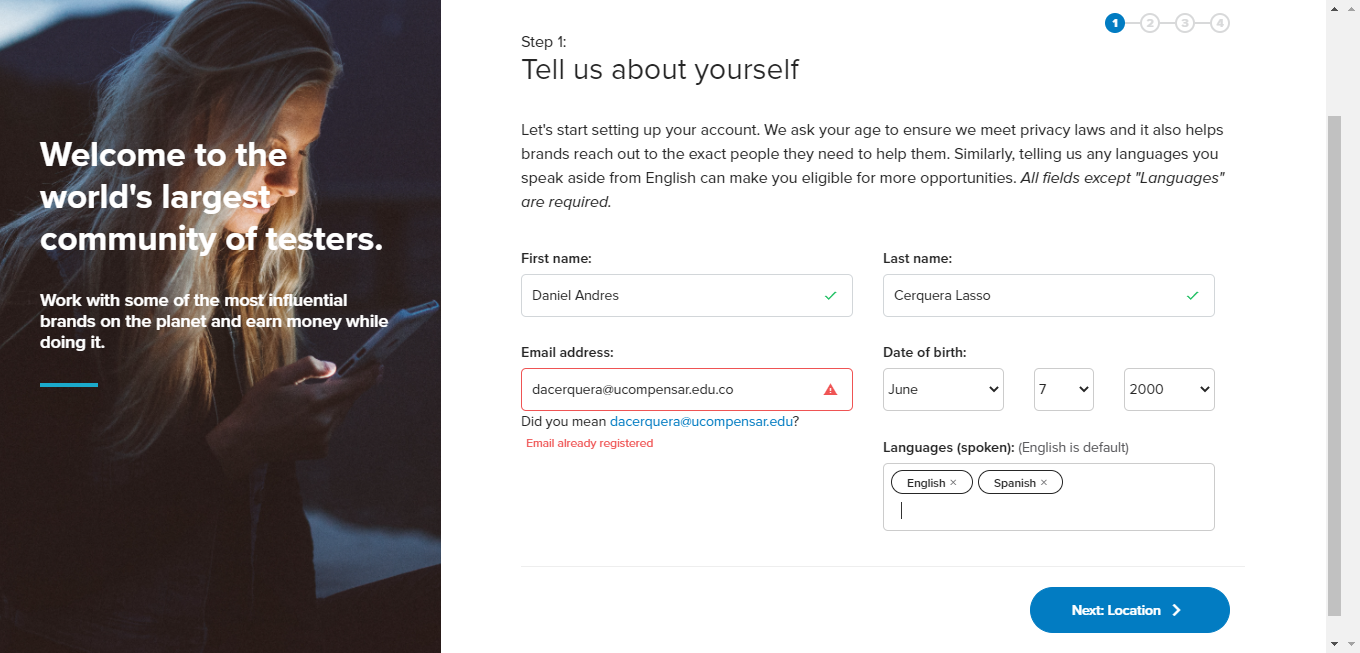 Welcome to the
world's largest
community of testers.
Work with some of the most influential
brands on the planet and earn money while
doing it.
1 2 3 4
Step 1:
Tell us about yourself
Let's start setting up your account. We ask your age to ensure we meet privacy laws and it also helps
brands reach out to the exact people they need to help them. Similarly, telling us any languages you
speak aside from English can make you eligible for more opportunities. All fields except "Languages"
are required.
First name:
Daniel Andres
Last name:
Cerquera Lasso
Email address:
dacerquera@ucompensar.edu.co
Did you mean dacerquera@ucompensar.edu?
Email already registered
Date of birth:
June 7 2000
Languages (spoken): (English is default)
English × Spanish ×
Next: Location